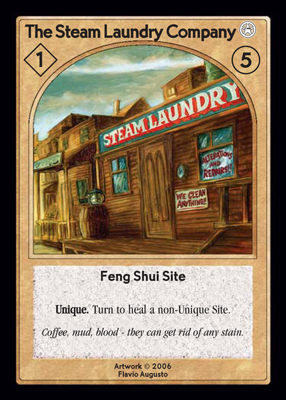 The Steam Laundry Company
1
5
STEAM LAUNDRY
ALTERATIONS
AND
REPAIRS!!
WE CLEAN
ANYTHING!!
Feng Shui Site
Unique. Turn to heal a non-Unique Site.
Coffee, mud, blood - they can get rid of any stain.
Artwork © 2006
Flavio Augusto